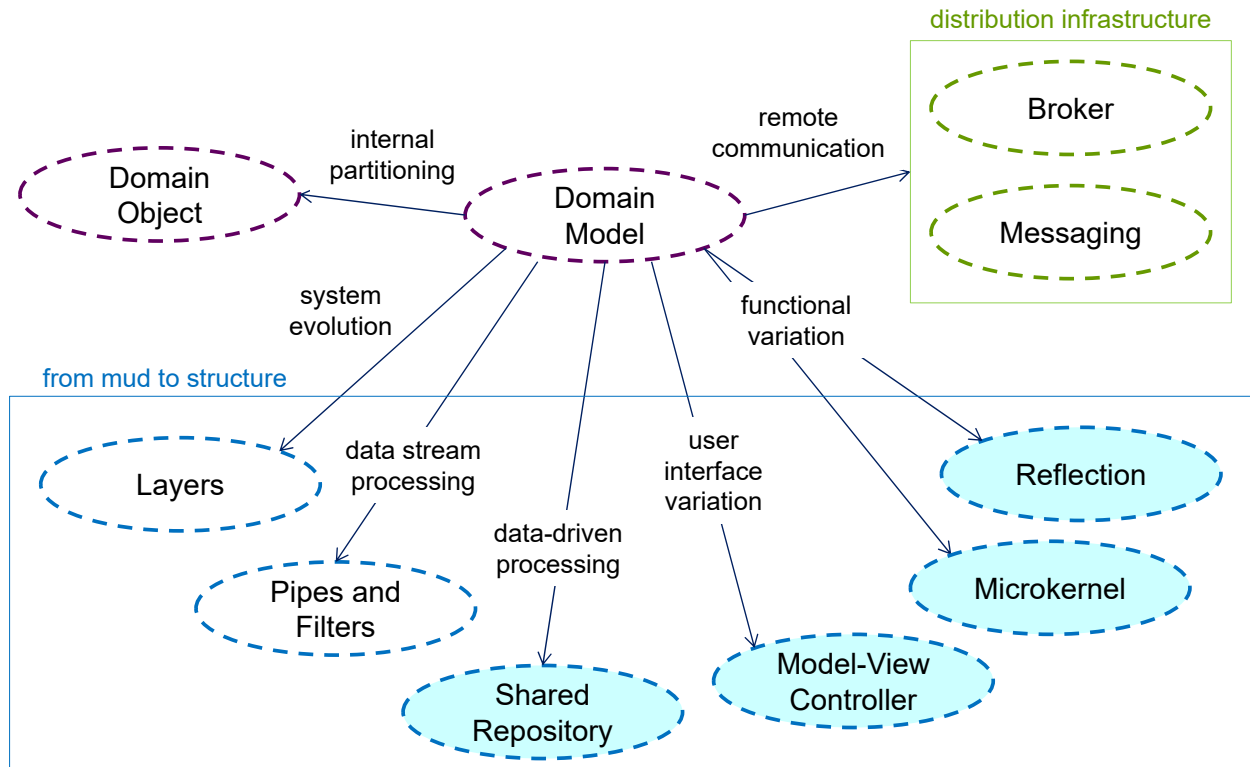 distribution infrastructure
Broker
remote
communication
internal
partitioning
Domain
Object
Domain
Model
Messaging
system
evolution
functional
variation
from mud to structure
data stream
processing
user
interface
variation
Layers
Reflection
data-driven
processing
Pipes and
Filters
Microkernel
Model-View
Controller
Shared
Repository